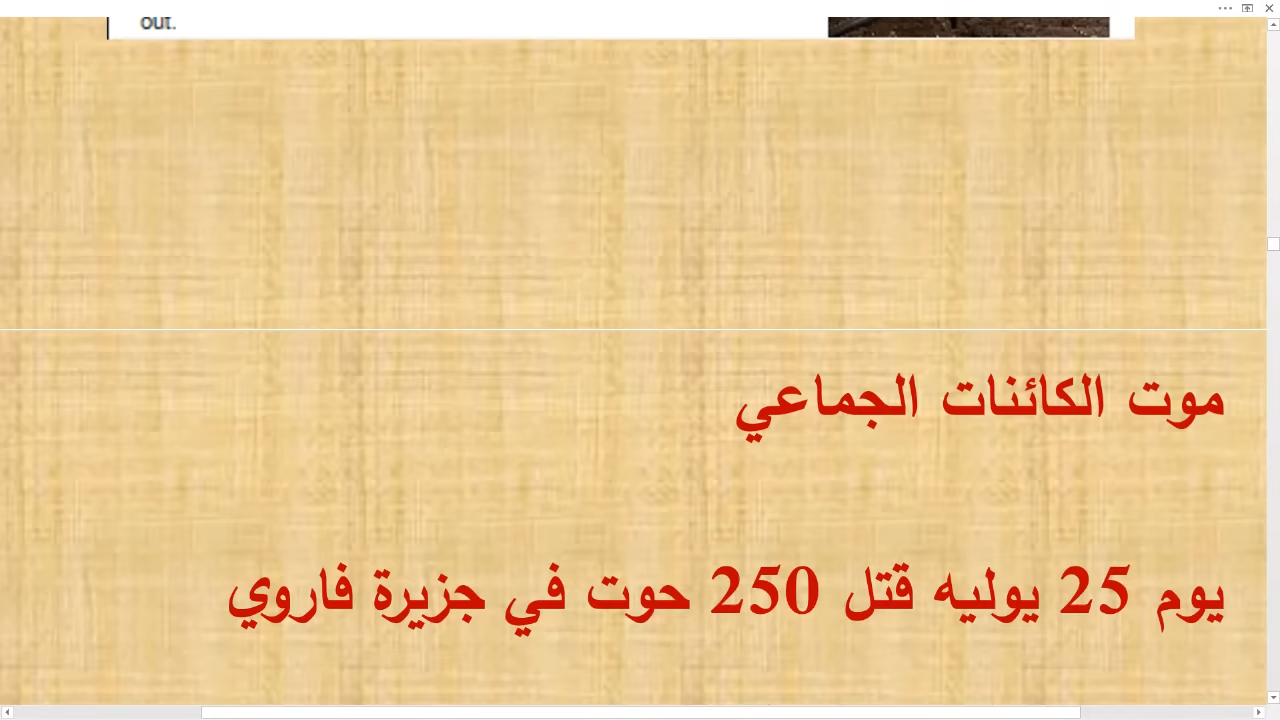 out.
موت الكائنات الجماعي
يوم 25 يوليه قتل 250 حوت في جزيرة فاروي